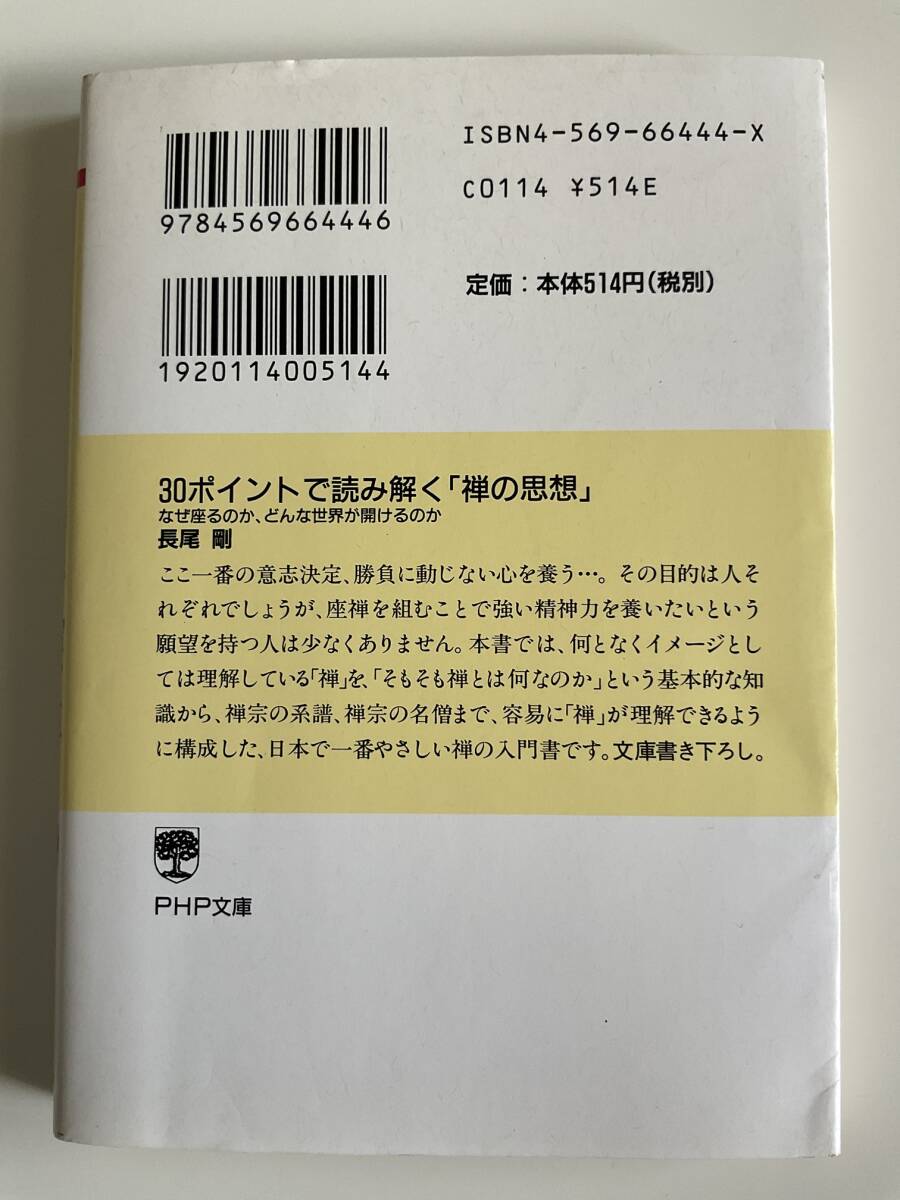 ISBN4-569-66444-X
C0114 ¥514E
9784569664446
定価：本体514円（税別）
1920114005144
30ポイントで読み解く「禅の思想」
なぜ座るのか、どんな世界が開けるのか
長尾 剛
ここ一番の意志決定、勝負に動じない心を養う…。その目的は人そ
れぞれでしょうが、座禅を組むことで強い精神力を養いたいという
願望を持つ人は少なくありません。本書では、何となくイメージとし
ては理解している「禅」を、「そもそも禅とは何なのか」という基本的な知
識から、禅宗の系譜、禅宗の名僧まで、容易に「禅」が理解できるよう
に構成した、日本で一番やさしい禅の入門書です。文庫書き下ろし。
PHP文庫